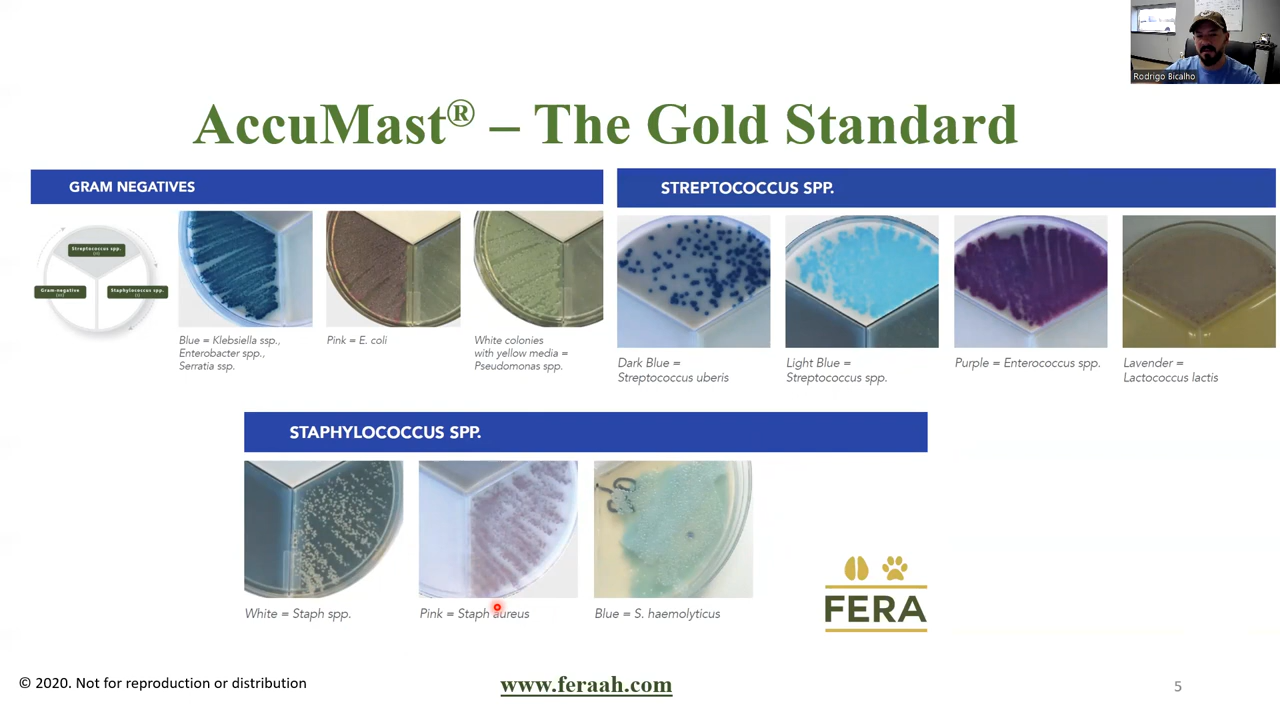 Rodrigo Bicalho
AccuMast® – The Gold Standard
GRAM NEGATIVES
Streptococcus spp.
Gram-negative
Staphylococcus spp.
Blue = Klebsiella ssp.,
Enterobacter spp.,
Serratia ssp.
Pink = E. coli
White colonies
with yellow media =
Pseudomonas spp.
STREPTOCOCCUS SPP.
Dark Blue =
Streptococcus uberis
Light Blue =
Streptococcus spp.
Purple = Enterococcus spp.
Lavender =
Lactococcus lactis
STAPHYLOCOCCUS SPP.
White = Staph spp.
Pink = Staph aureus
Blue = S. haemolyticus
FERA
© 2020. Not for reproduction or distribution
www.feraah.com
5